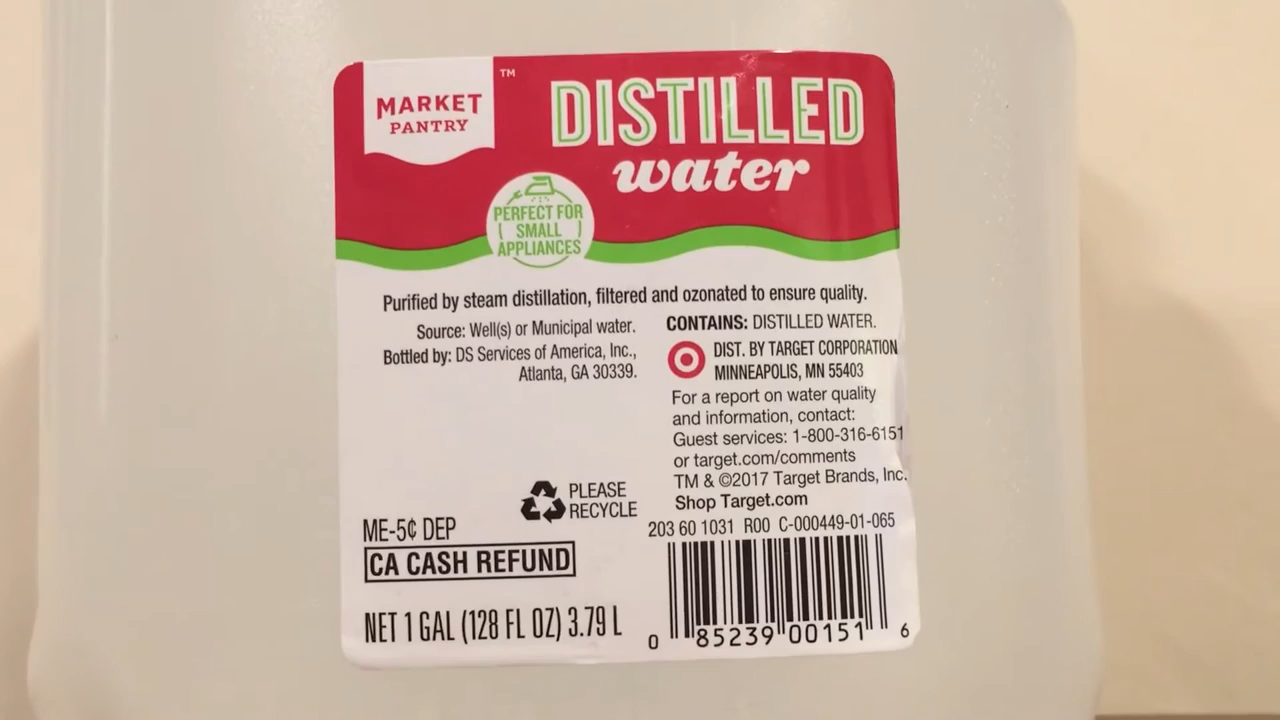 MARKET
PANTRY
™
DISTILLED
water
PERFECT FOR
SMALL
APPLIANCES
Purified by steam distillation, filtered and ozonated to ensure quality.
Source: Well(s) or Municipal water.
Bottled by: DS Services of America, Inc.,
Atlanta, GA 30339.
CONTAINS: DISTILLED WATER.
DIST. BY TARGET CORPORATION
MINNEAPOLIS, MN 55403
For a report on water quality
and information, contact:
Guest services: 1-800-316-6151
or target.com/comments
TM & ©2017 Target Brands, Inc.
Shop Target.com
PLEASE
RECYCLE
ME-5¢ DEP
CA CASH REFUND
NET 1 GAL (128 FL OZ) 3.79 L
203 60 1031 R00 C-000449-01-065
0 85239 00151 6